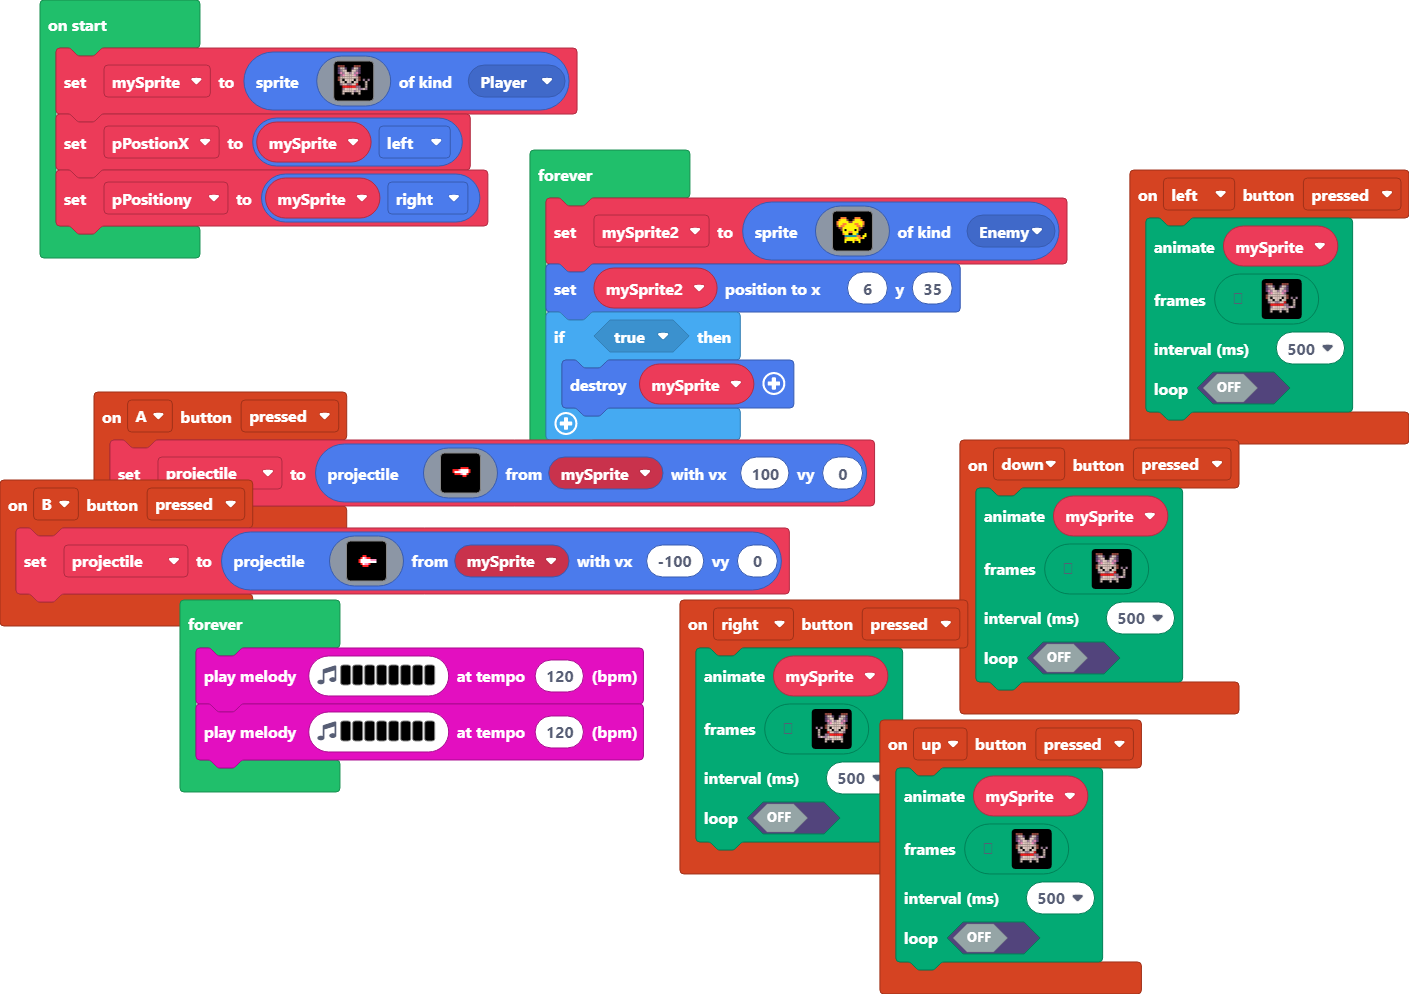 on start
set mySprite to sprite of kind Player
set pPostionX to mySprite left
set pPositiony to mySprite right
forever
set mySprite2 to sprite of kind Enemy
set mySprite2 position to x 6 y 35
if true then
destroy mySprite
on left button pressed
animate mySprite
frames
interval (ms) 500
loop OFF
on A button pressed
set projectile to projectile from mySprite with vx 100 vy 0
on B button pressed
set projectile to projectile from mySprite with vx -100 vy 0
on down button pressed
animate mySprite
frames
interval (ms) 500
loop OFF
forever
play melody at tempo 120 (bpm)
play melody at tempo 120 (bpm)
on right button pressed
animate mySprite
frames
interval (ms) 500
loop OFF
on up button pressed
animate mySprite
frames
interval (ms) 500
loop OFF